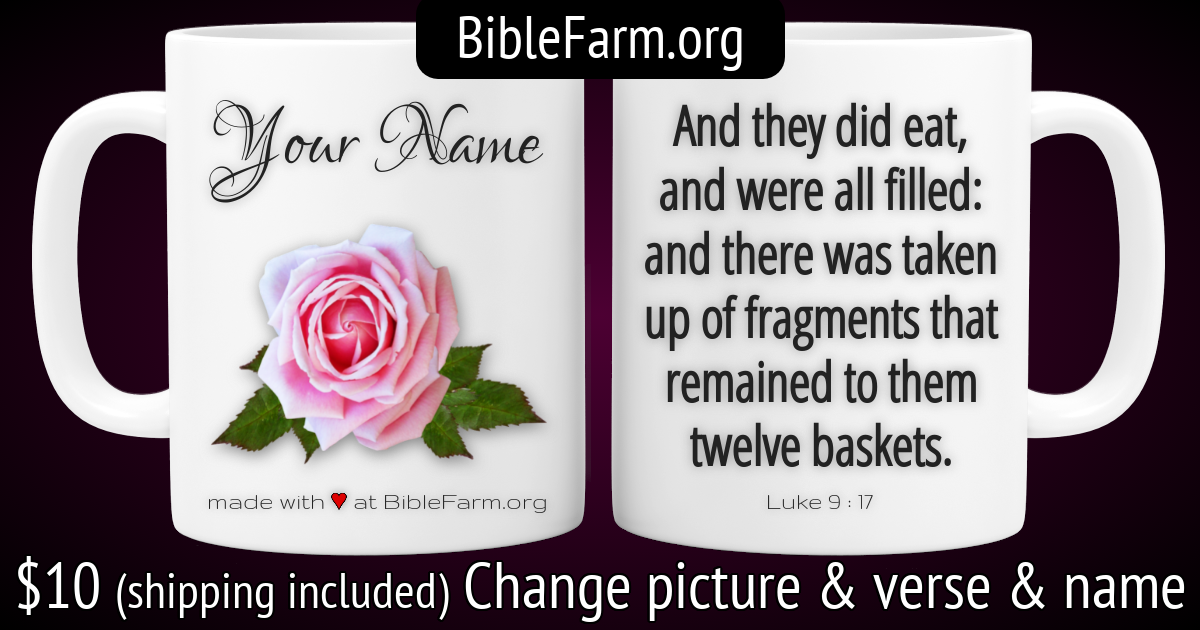 BibleFarm.org
Your Name
made with ♥ at BibleFarm.org
And they did eat,
and were all filled:
and there was taken
up of fragments that
remained to them
twelve baskets.
Luke 9 : 17
$10 (shipping included) Change picture & verse & name